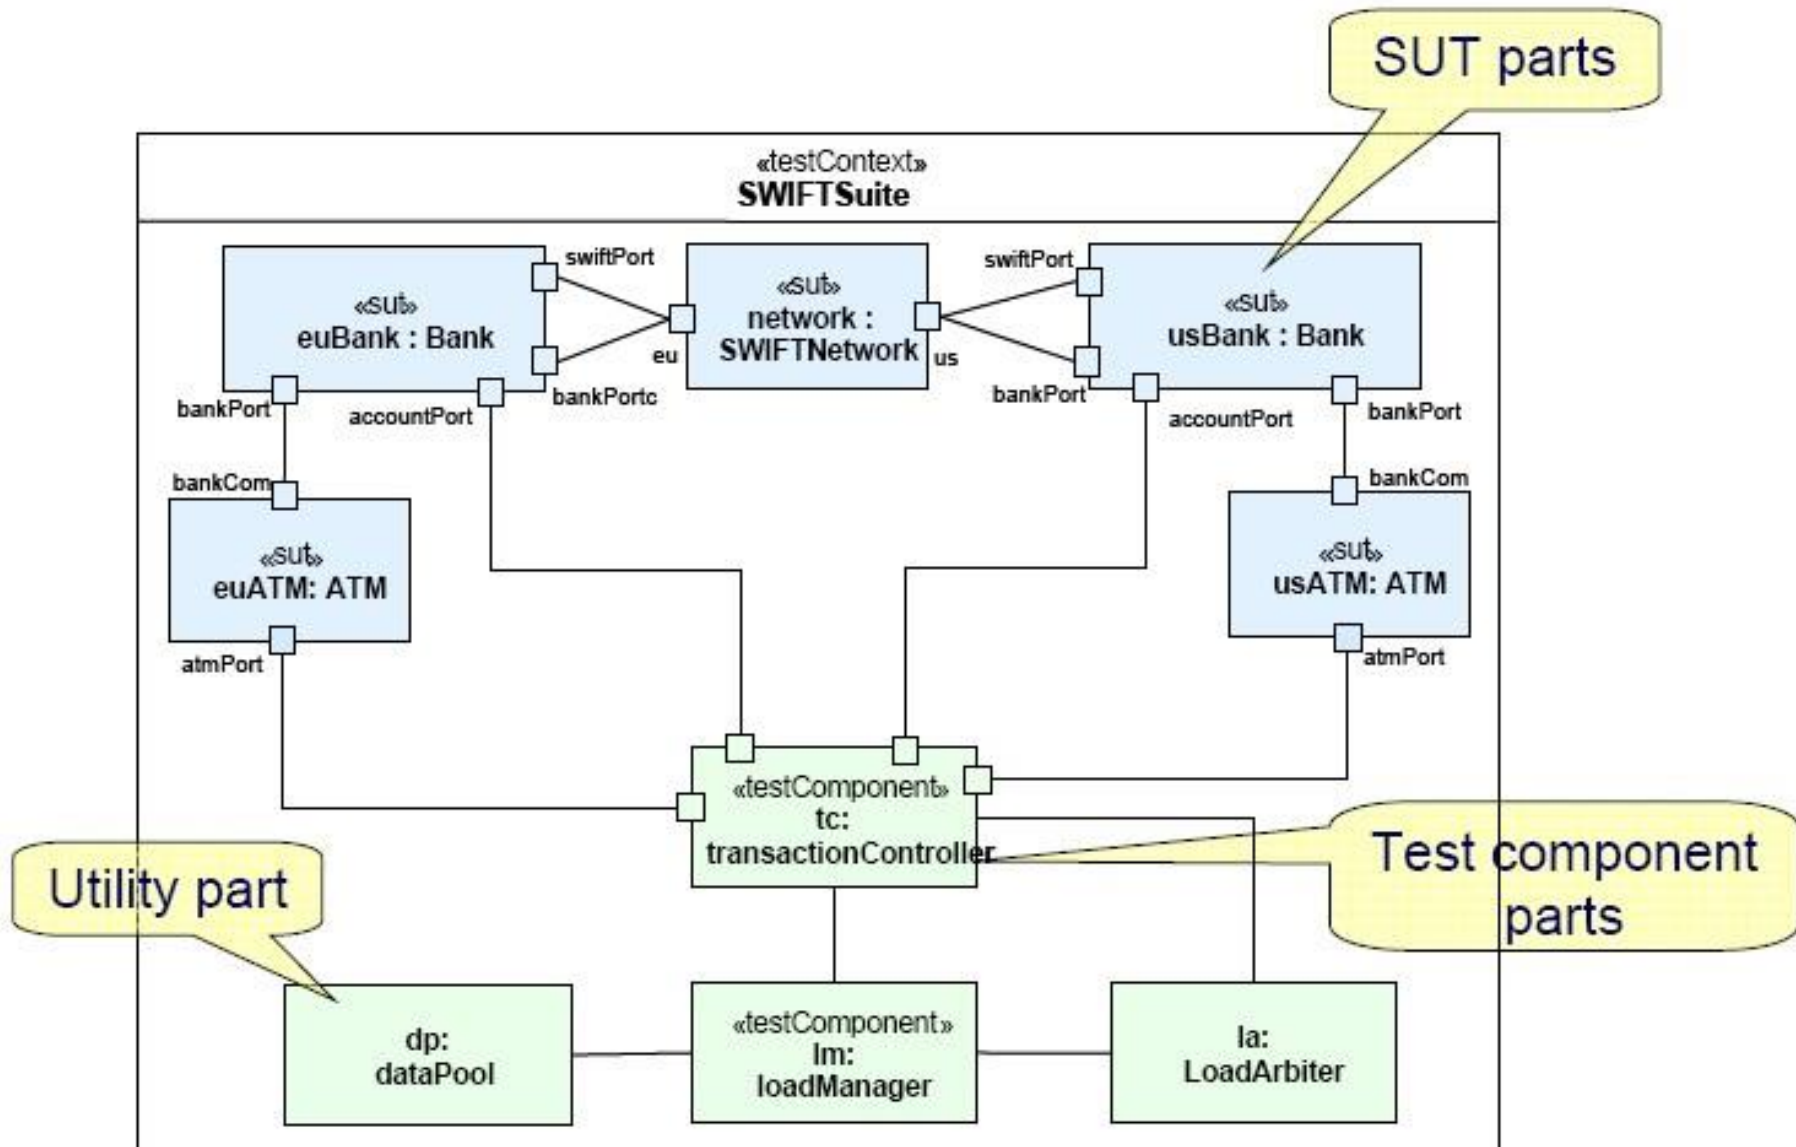 SUT parts
«testContext»
SWIFTSuite
swiftPort
swiftPort
«sut»
euBank : Bank
«sut»
network :
SWIFTNetwork
«sut»
usBank : Bank
eu
us
bankPort
accountPort
bankPortc
bankPort
accountPort
bankPort
bankCom
bankCom
«sut»
euATM: ATM
«sut»
usATM: ATM
atmPort
atmPort
«testComponent»
tc:
transactionController
Utility part
Test component
parts
dp:
dataPool
«testComponent»
lm:
loadManager
la:
LoadArbiter